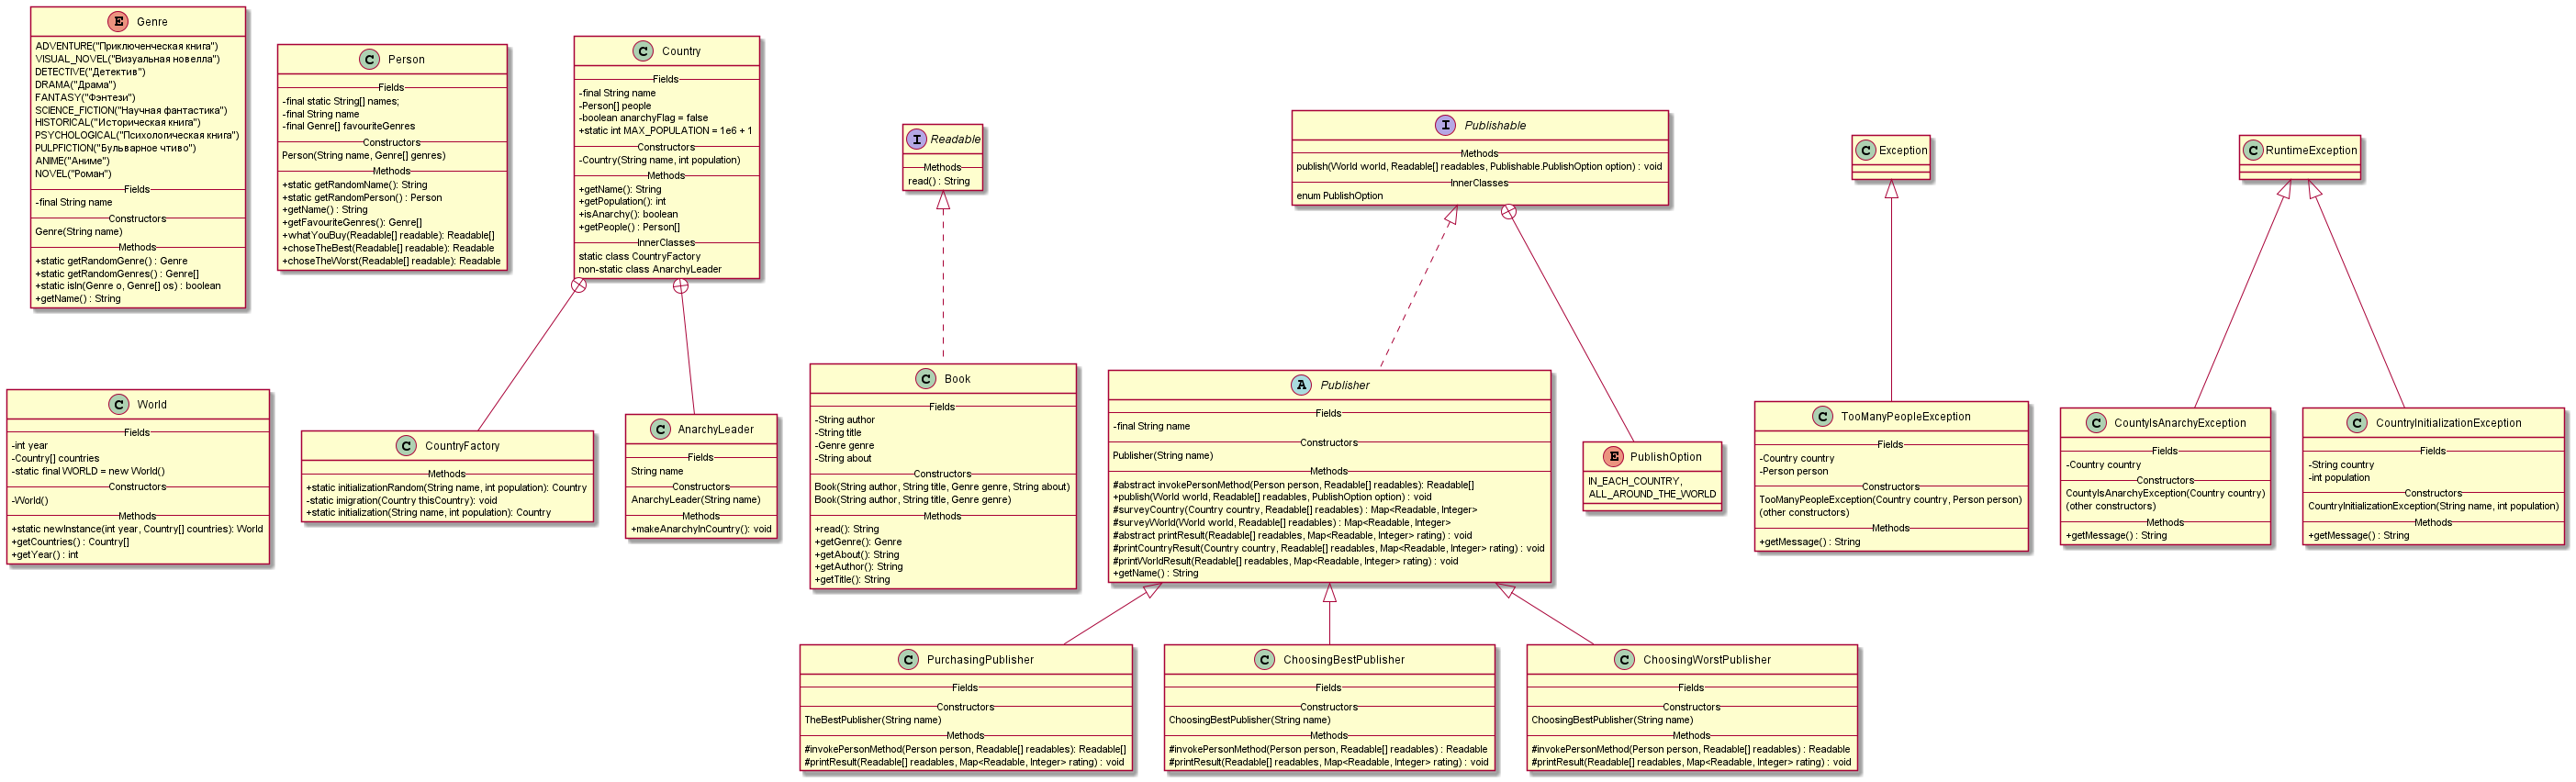 Genre
ADVENTURE("Приключенческая книга")
VISUAL_NOVEL("Визуальная новелла")
DETECTIVE("Детектив")
DRAMA("Драма")
FANTASY("Фэнтези")
SCIENCE_FICTION("Научная фантастика")
HISTORICAL("Историческая книга")
PSYCHOLOGICAL("Психологическая книга")
PULPFICTION("Бульварное чтиво")
ANIME("Аниме")
NOVEL("Роман")
Fields
-final String name
Constructors
Genre(String name)
Methods
+static getRandomGenre() : Genre
+static getRandomGenres() : Genre[]
+static isIn(Genre o, Genre[] os) : boolean
+getName() : String
Person
Fields
-final static String[] names;
-final String name
-final Genre[] favouriteGenres
Constructors
Person(String name, Genre[] genres)
Methods
+static getRandomName(): String
+static getRandomPerson() : Person
+getName() : String
+getFavouriteGenres(): Genre[]
+whatYouBuy(Readable[] readable): Readable[]
+choseTheBest(Readable[] readable): Readable
+choseTheWorst(Readable[] readable): Readable
Country
Fields
-final String name
-Person[] people
-boolean anarchyFlag = false
+static int MAX_POPULATION = 1e6 + 1
Constructors
-Country(String name, int population)
Methods
+getName(): String
+getPopulation(): int
+isAnarchy(): boolean
+getPeople() : Person[]
InnerClasses
static class CountryFactory
non-static class AnarchyLeader
Readable
Methods
read() : String
Publishable
Methods
publish(World world, Readable[] readables, Publishable.PublishOption option) : void
InnerClasses
enum PublishOption
Exception
RuntimeException
World
Fields
-int year
-Country[] countries
-static final WORLD = new World()
Constructors
-World()
Methods
+static newInstance(int year, Country[] countries): World
+getCountries() : Country[]
+getYear() : int
CountryFactory
Methods
+static initializationRandom(String name, int population): Country
-static imigration(Country thisCountry): void
+static initialization(String name, int population): Country
AnarchyLeader
Fields
String name
Constructors
AnarchyLeader(String name)
Methods
+makeAnarchyInCountry(): void
Book
Fields
-String author
-String title
-Genre genre
-String about
Constructors
Book(String author, String title, Genre genre, String about)
Book(String author, String title, Genre genre)
Methods
+read(): String
+getGenre(): Genre
+getAbout(): String
+getAuthor(): String
+getTitle(): String
Publisher
Fields
-final String name
Constructors
Publisher(String name)
Methods
#abstract invokePersonMethod(Person person, Readable[] readables): Readable[]
+publish(World world, Readable[] readables, PublishOption option) : void
#surveyCountry(Country country, Readable[] readables) : Map<Readable, Integer>
#surveyWorld(World world, Readable[] readables) : Map<Readable, Integer>
#abstract printResult(Readable[] readables, Map<Readable, Integer> rating) : void
#printCountryResult(Country country, Readable[] readables, Map<Readable, Integer> rating) : void
#printWorldResult(Readable[] readables, Map<Readable, Integer> rating) : void
+getName() : String
PublishOption
IN_EACH_COUNTRY,
ALL_AROUND_THE_WORLD
TooManyPeopleException
Fields
-Country country
-Person person
Constructors
TooManyPeopleException(Country country, Person person)
(other constructors)
Methods
+getMessage() : String
CountyIsAnarchyException
Fields
-Country country
Constructors
CountyIsAnarchyException(Country country)
(other constructors)
Methods
+getMessage() : String
CountryInitializationException
Fields
-String country
-int population
Constructors
CountryInitializationException(String name, int population)
Methods
+getMessage() : String
PurchasingPublisher
Fields
Constructors
TheBestPublisher(String name)
Methods
#invokePersonMethod(Person person, Readable[] readables): Readable[]
#printResult(Readable[] readables, Map<Readable, Integer> rating) : void
ChoosingBestPublisher
Fields
Constructors
ChoosingBestPublisher(String name)
Methods
#invokePersonMethod(Person person, Readable[] readables) : Readable
#printResult(Readable[] readables, Map<Readable, Integer> rating) : void
ChoosingWorstPublisher
Fields
Constructors
ChoosingBestPublisher(String name)
Methods
#invokePersonMethod(Person person, Readable[] readables) : Readable
#printResult(Readable[] readables, Map<Readable, Integer> rating) : void